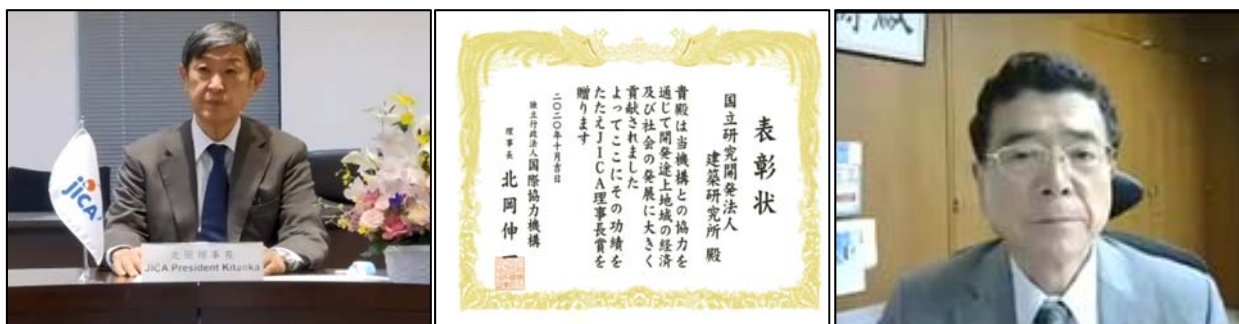 jICA
北岡理事長
JICA President Kitaoka
表彰状
国立研究開発法人
建築研究所 殿
貴殿は当機構との協力を
通じて開発途上地域の経済
及び社会の発展に大きく
貢献されました
よってここにその功績を
たたえJICA理事長賞を
贈ります
二〇二〇年十月吉日
独立行政法人国際協力機構
理事長 北岡伸一